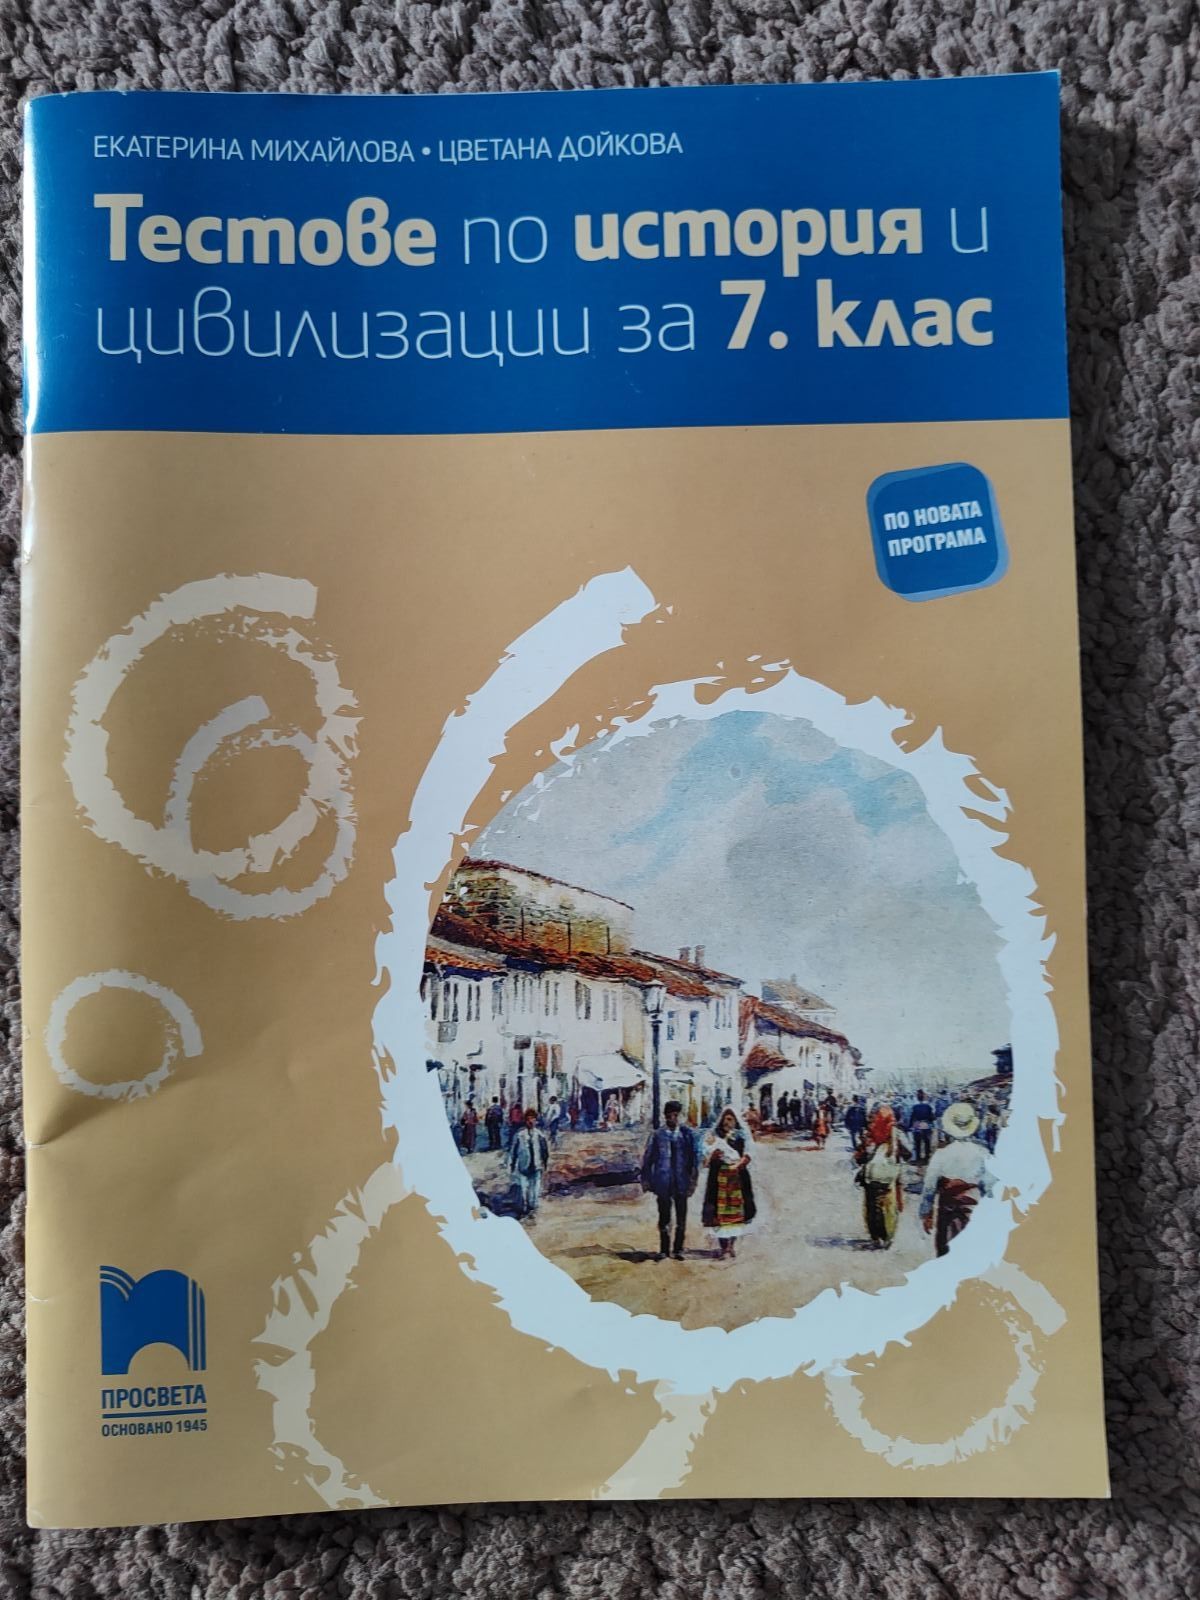 ЕКАТЕРИНА МИХАЙЛОВА • ЦВЕТАНА ДОЙКОВА
Тестове по история и
цивилизации за 7. клас
ПО НОВАТА
ПРОГРАМА
ПРОСВЕТА
ОСНОВАНО 1945